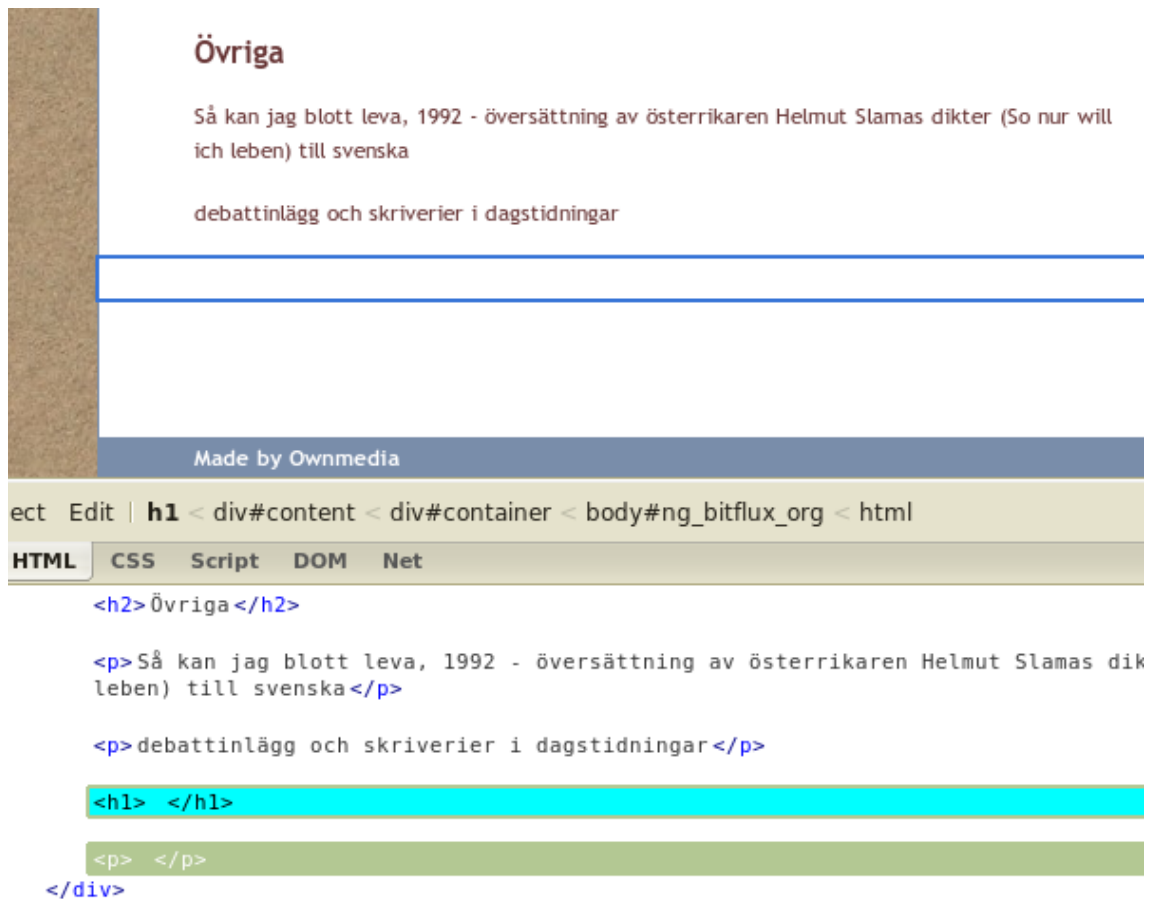 Övriga
Så kan jag blott leva, 1992 - översättning av österrikaren Helmut Slamas dikter (So nur will
ich leben) till svenska
debattinlägg och skriverier i dagstidningar
Made by Ownmedia
ect Edit | h1 < div#content < div#container < body#ng_bitflux_org < html
HTML CSS Script DOM Net
<h2>Övriga</h2>
<p>Så kan jag blott leva, 1992 - översättning av österrikaren Helmut Slamas dik
leben) till svenska</p>
<p>debattinlägg och skriverier i dagstidningar</p>
<h1> </h1>
<p> </p>
</div>